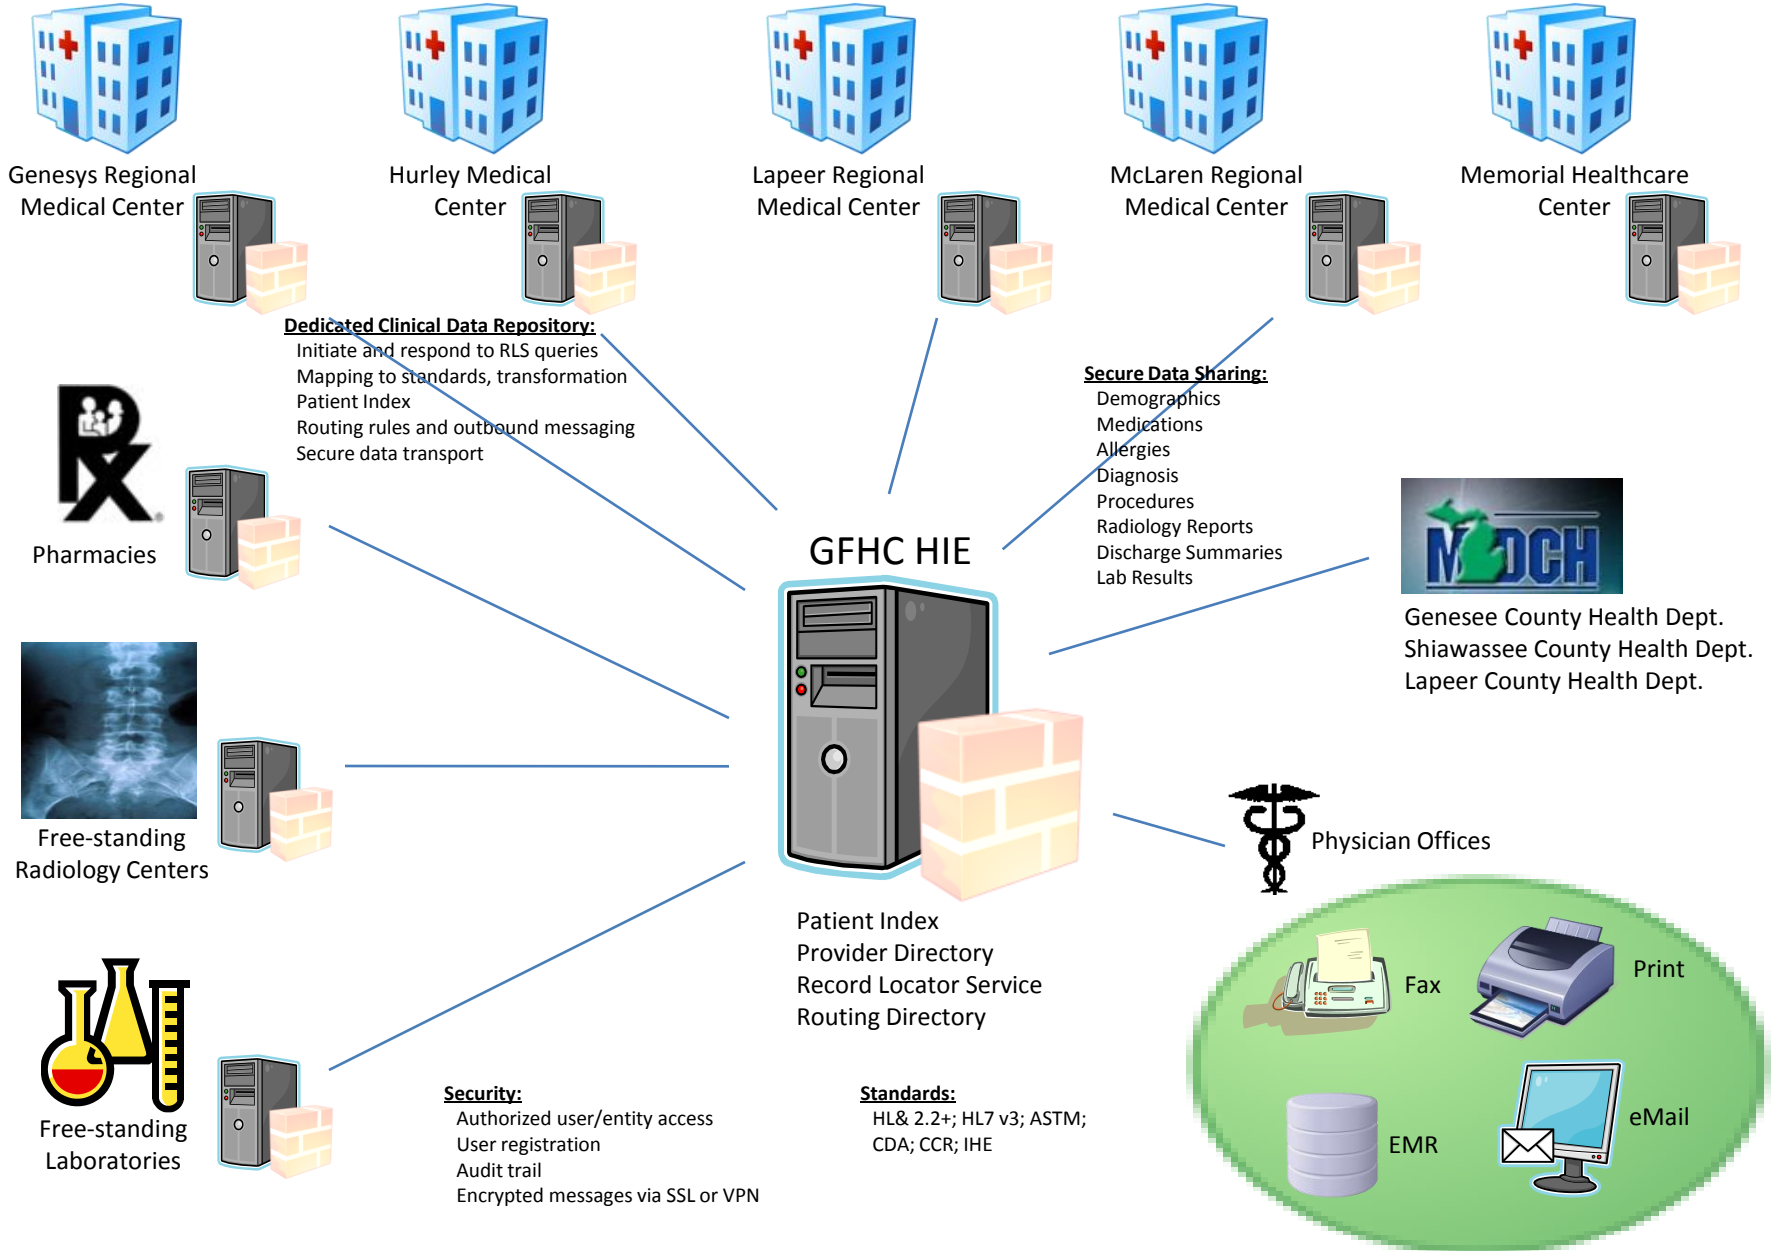 Genesys Regional
Medical Center
Hurley Medical
Center
Lapeer Regional
Medical Center
McLaren Regional
Medical Center
Memorial Healthcare
Center
Dedicated Clinical Data Repository:
Initiate and respond to RLS queries
Mapping to standards, transformation
Patient Index
Routing rules and outbound messaging
Secure data transport
Secure Data Sharing:
Demographics
Medications
Allergies
Diagnosis
Procedures
Radiology Reports
Discharge Summaries
Lab Results
Rx
Pharmacies
GFHC HIE
MDCH
Genesee County Health Dept.
Shiawassee County Health Dept.
Lapeer County Health Dept.
Free-standing
Radiology Centers
Physician Offices
Patient Index
Provider Directory
Record Locator Service
Routing Directory
Fax
Print
EMR
eMail
Free-standing
Laboratories
Security:
Authorized user/entity access
User registration
Audit trail
Encrypted messages via SSL or VPN
Standards:
HL& 2.2+; HL7 v3; ASTM;
CDA; CCR; IHE